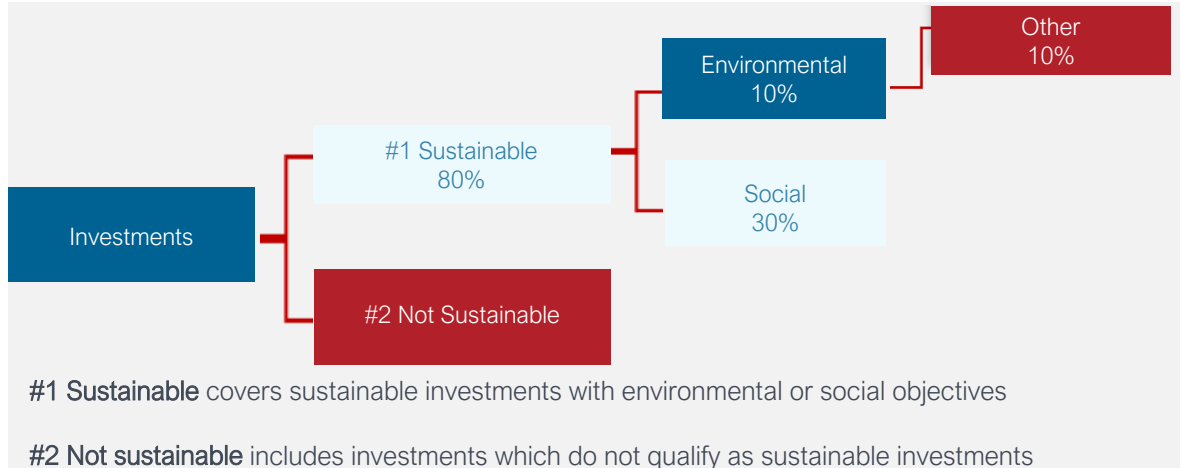 Other
10%
Environmental
10%
#1 Sustainable
80%
Social
30%
Investments
#2 Not Sustainable
#1 Sustainable covers sustainable investments with environmental or social objectives
#2 Not sustainable includes investments which do not qualify as sustainable investments